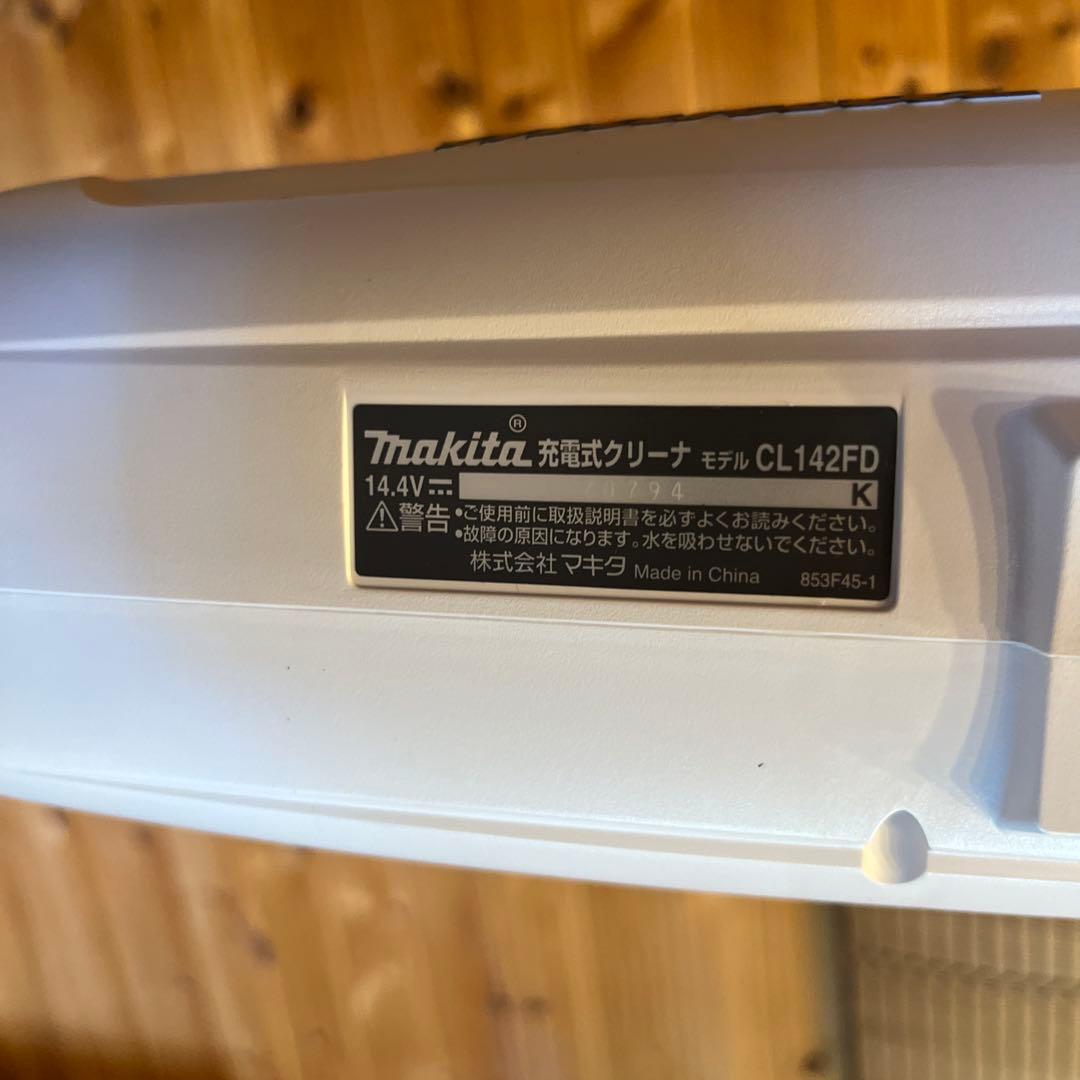 makita® 充電式クリーナ モデル CL142FD
14.4V⎓ K
⚠警告 •ご使用前に取扱説明書を必ずよくお読みください。
•故障の原因になります。水を吸わせないでください。
株式会社マキタ Made in China 853F45-1